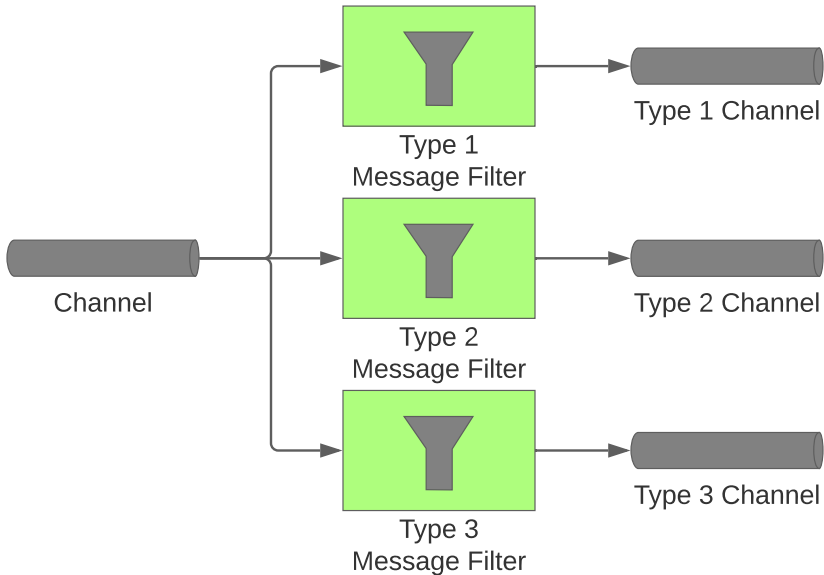 Type 1 Channel
Type 1
Message Filter
Channel
Type 2 Channel
Type 2
Message Filter
Type 3 Channel
Type 3
Message Filter